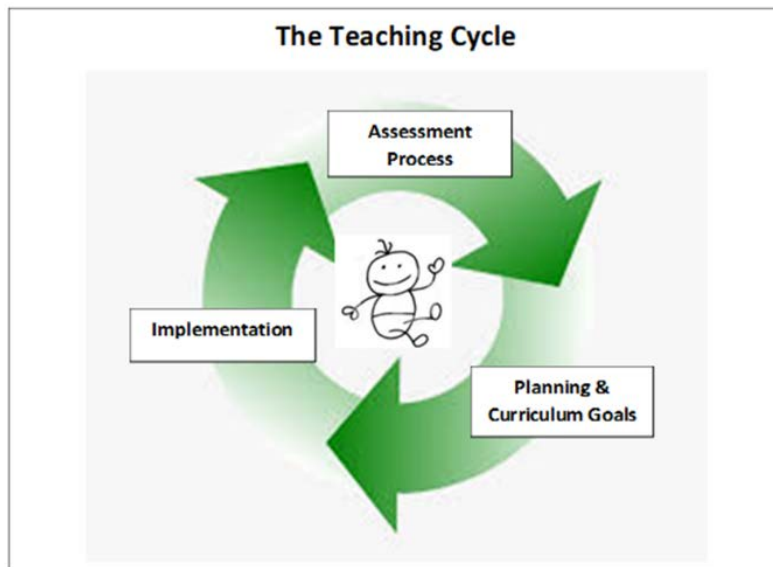 The Teaching Cycle
Assessment
Process
Implementation
Planning &
Curriculum Goals